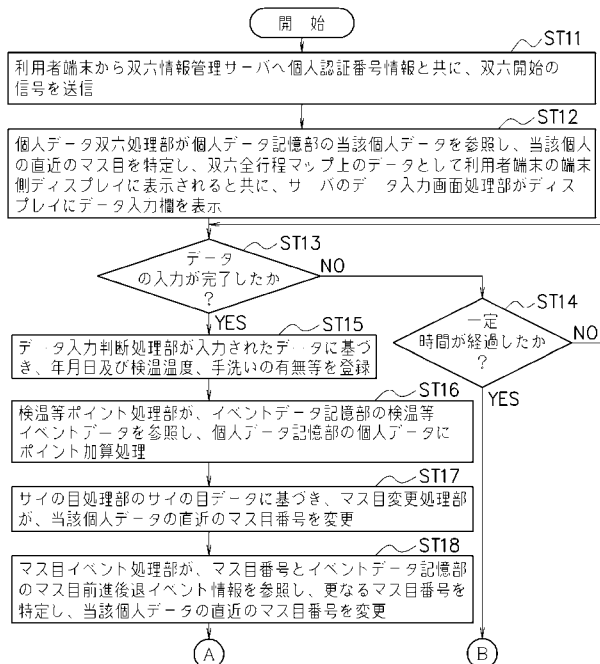 開 始
ST11
利用者端末から双六情報管理サーバへ個人認証番号情報と共に、双六開始の
信号を送信
ST12
個人データ双六処理部が個人データ記憶部の当該個人データを参照し、当該個人
の直近のマス目を特定し、双六全行程マップ上のデータとして利用者端末の端末
側ディスプレイに表示されると共に、サーバのデータ入力画面処理部がディス
プレイにデータ入力欄を表示
ST13
データ
の入力が完了したか
?
NO
YES
ST14
一定
時間が経過したか
?
NO
YES
ST15
データ入力判断処理部が入力されたデータに基づ
き、年月日及び検温温度、手洗いの有無等を登録
ST16
検温等ポイント処理部が、イベントデータ記憶部の検温等
イベントデータを参照し、個人データ記憶部の個人データに
ポイント加算処理
ST17
サイの目処理部のサイの目データに基づき、マス目変更処理部
が、当該個人データの直近のマス目番号を変更
ST18
マス目イベント処理部が、マス目番号とイベントデータ記憶部
のマス目前進後退イベント情報を参照し、更なるマス目番号を
特定し、当該個人データの直近のマス目番号を変更
A
B